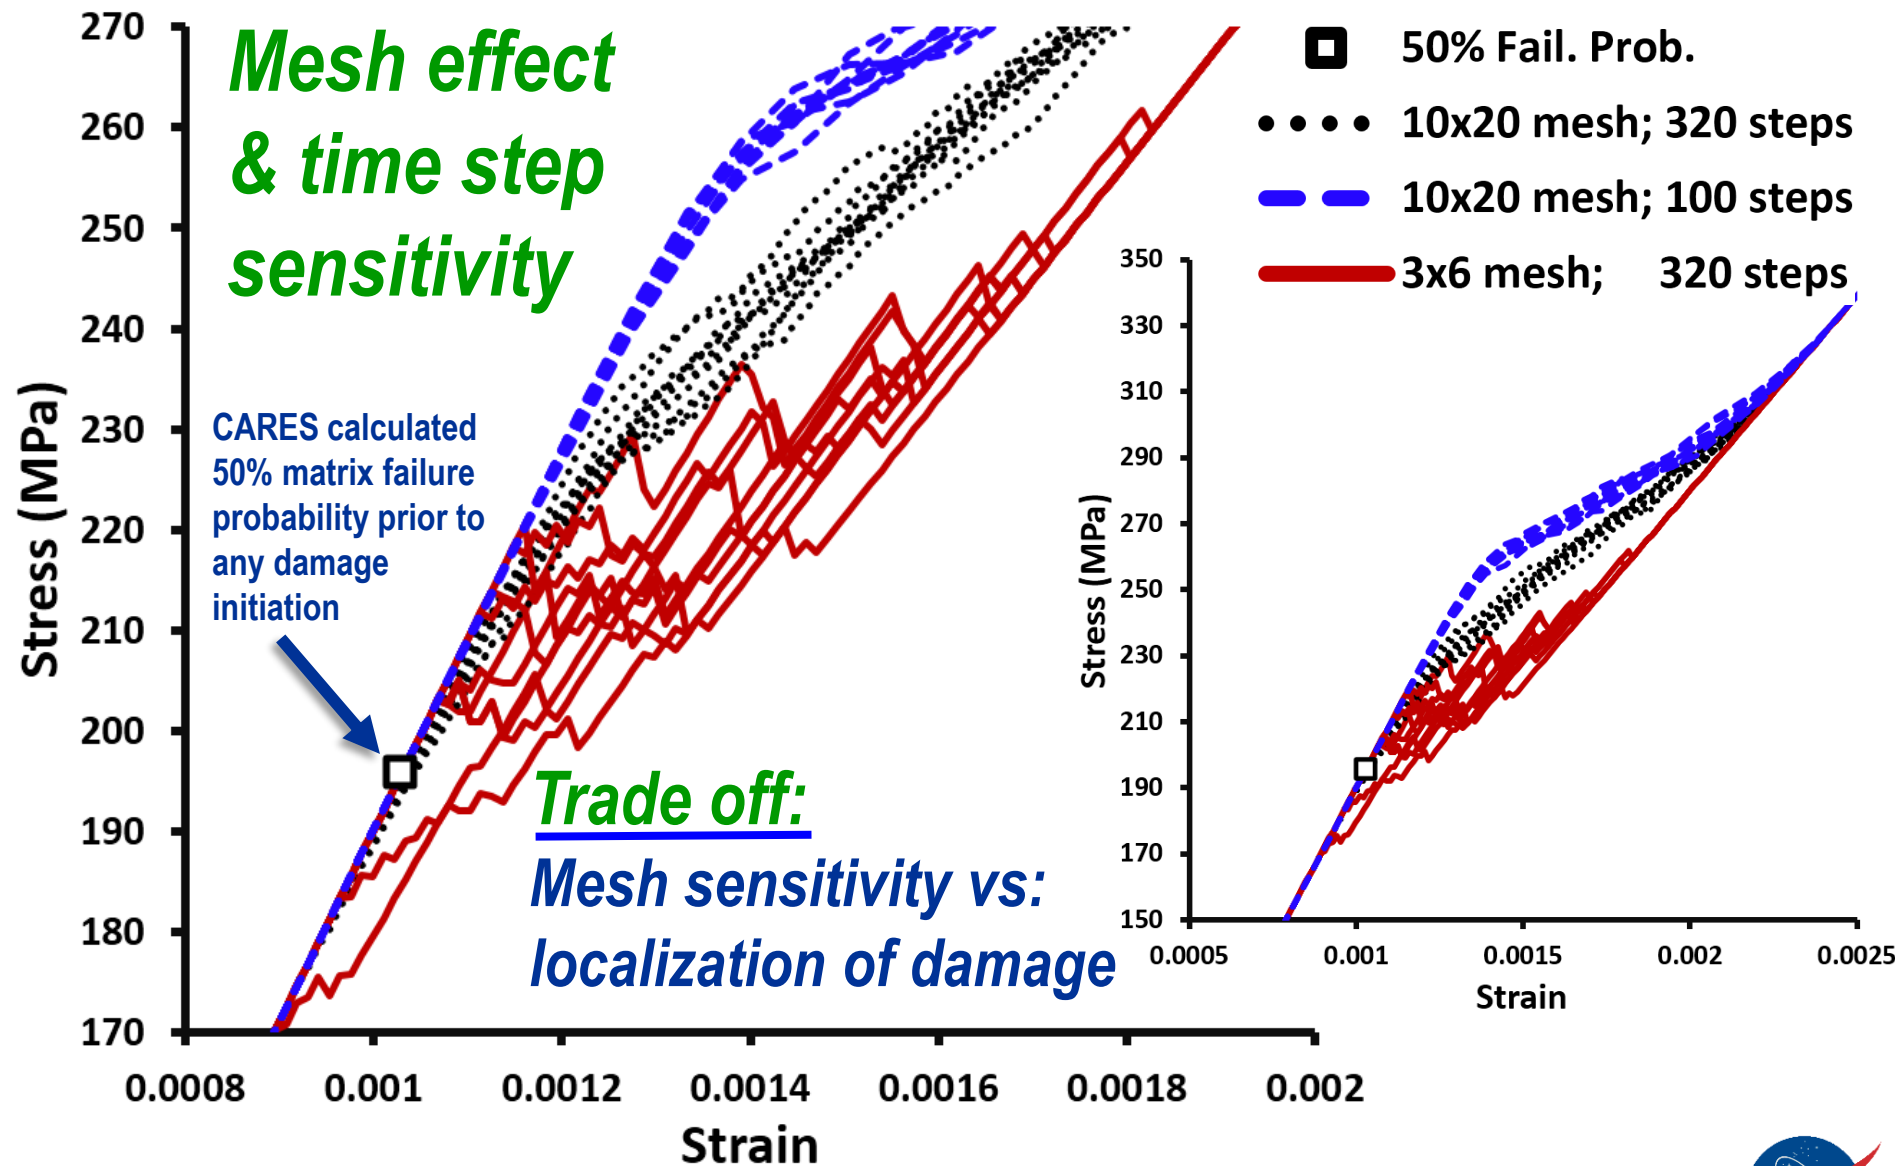 Mesh effect
& time step
sensitivity
50% Fail. Prob.
10x20 mesh; 320 steps
10x20 mesh; 100 steps
3x6 mesh; 320 steps
CARES calculated
50% matrix failure
probability prior to
any damage
initiation
Trade off:
Mesh sensitivity vs:
localization of damage
Stress (MPa)
270
260
250
240
230
220
210
200
190
180
170
0.0008 0.001 0.0012 0.0014 0.0016 0.0018 0.002
Strain
Stress (MPa)
350
330
310
290
270
250
230
210
190
170
150
0.0005 0.001 0.0015 0.002 0.0025
Strain